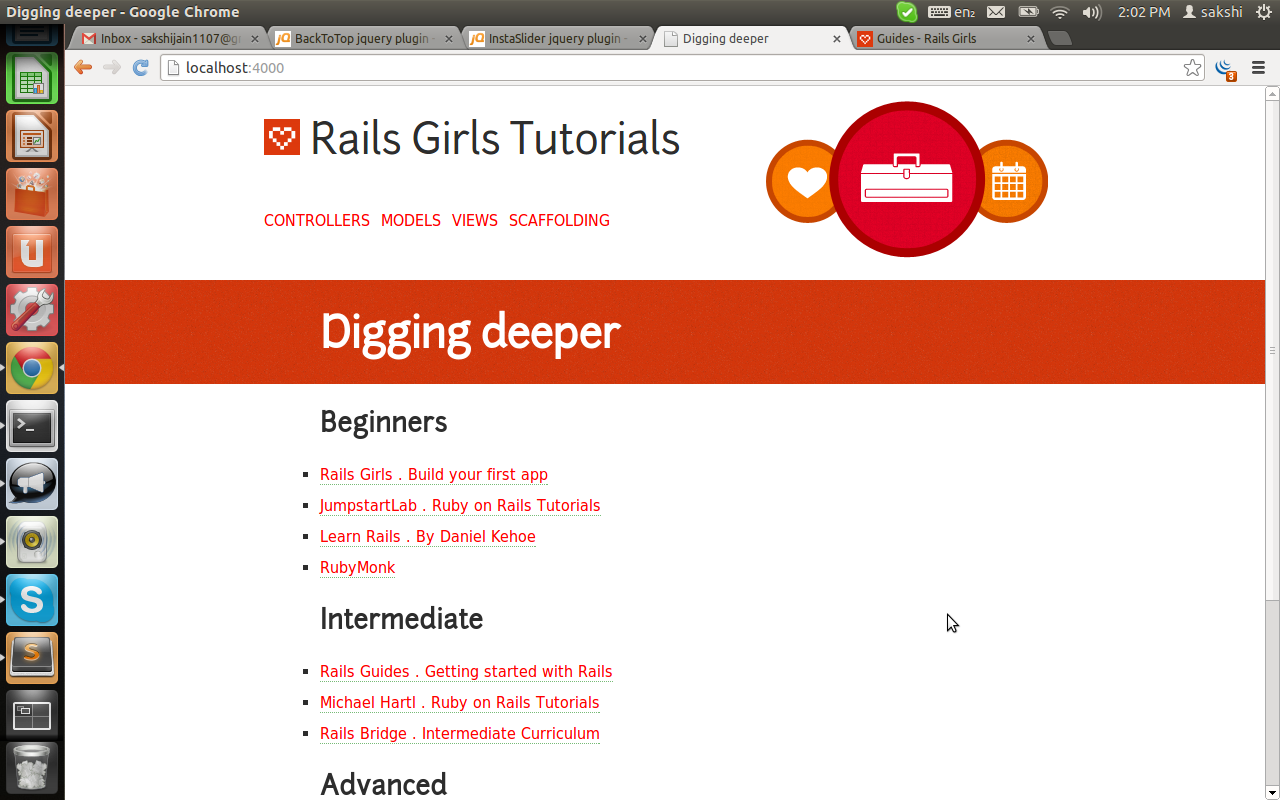 Digging deeper - Google Chrome
en₂ 2:02 PM sakshi
Inbox - sakshijain1107@g
BackToTop jquery plugin -
InstaSlider jquery plugin -
Digging deeper
Guides - Rails Girls
localhost:4000
3
Rails Girls Tutorials
CONTROLLERS MODELS VIEWS SCAFFOLDING
Digging deeper
Beginners
Rails Girls . Build your first app
JumpstartLab . Ruby on Rails Tutorials
Learn Rails . By Daniel Kehoe
RubyMonk
Intermediate
Rails Guides . Getting started with Rails
Michael Hartl . Ruby on Rails Tutorials
Rails Bridge . Intermediate Curriculum
Advanced